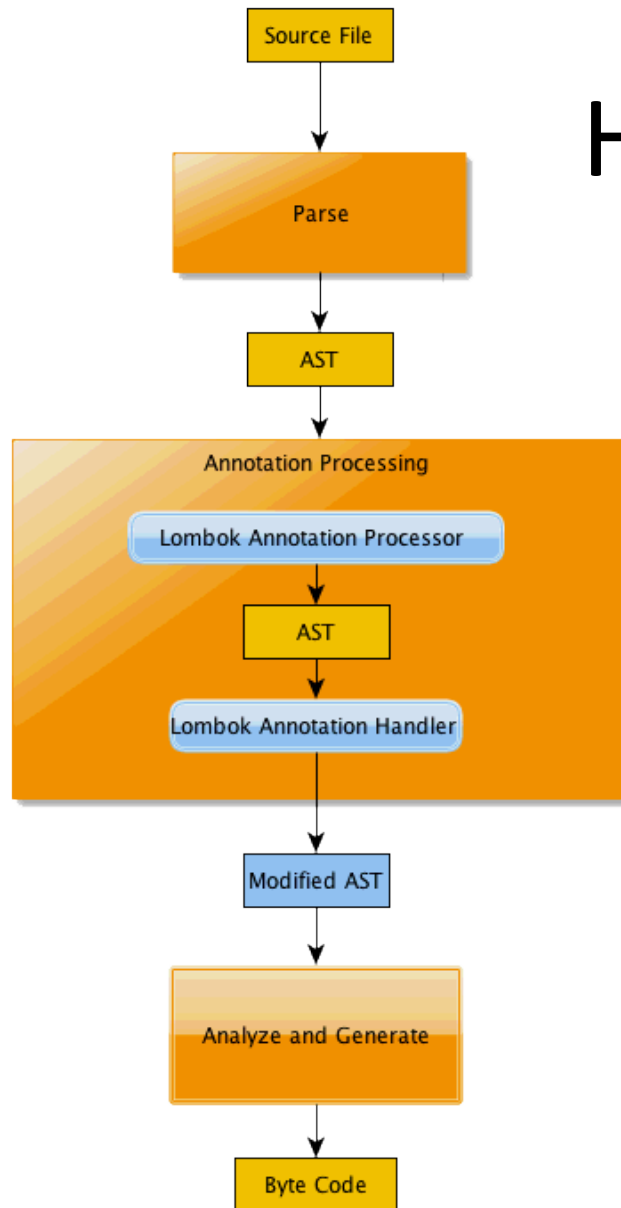 Source File
H
Parse
AST
Annotation Processing
Lombok Annotation Processor
AST
Lombok Annotation Handler
Modified AST
Analyze and Generate
Byte Code